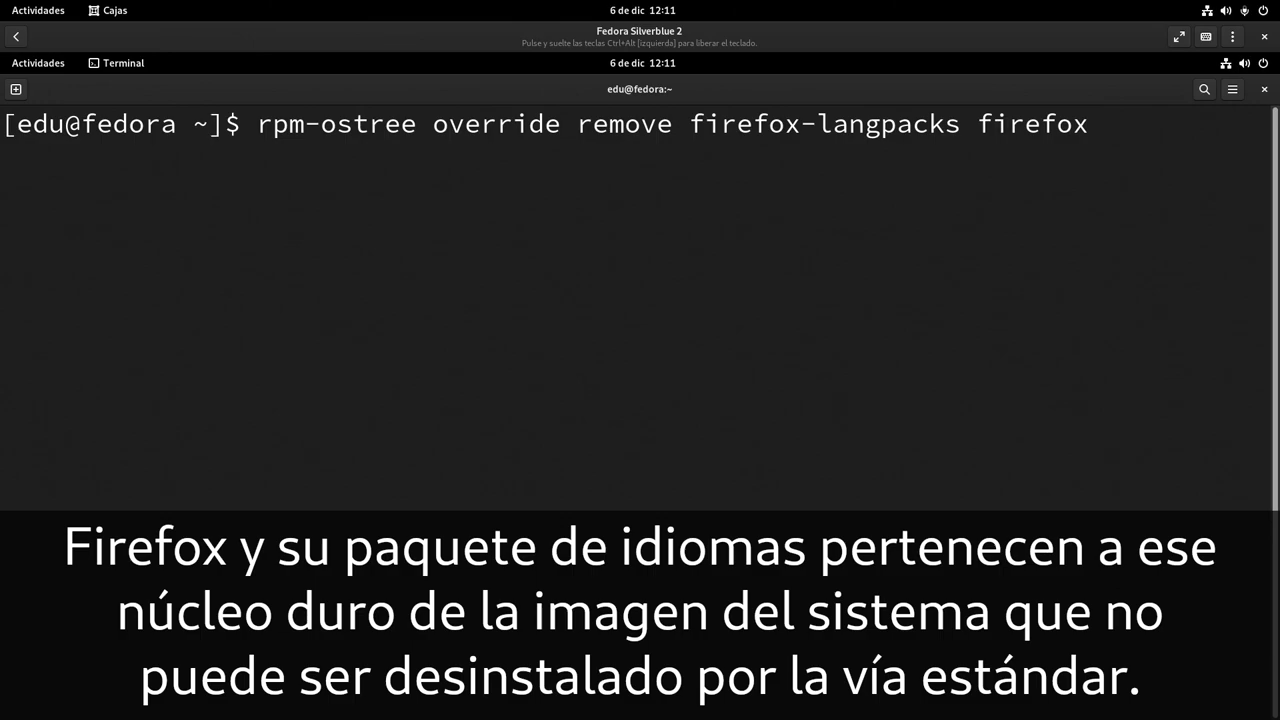 Actividades Cajas 6 de dic 12:11
Fedora Silverblue 2
Pulse y suelte las teclas Ctrl+Alt [izquierda] para liberar el teclado.
Actividades Terminal 6 de dic 12:11
edu@fedora:~
[edu@fedora ~]$ rpm-ostree override remove firefox-langpacks firefox
Firefox y su paquete de idiomas pertenecen a ese
núcleo duro de la imagen del sistema que no
puede ser desinstalado por la vía estándar.